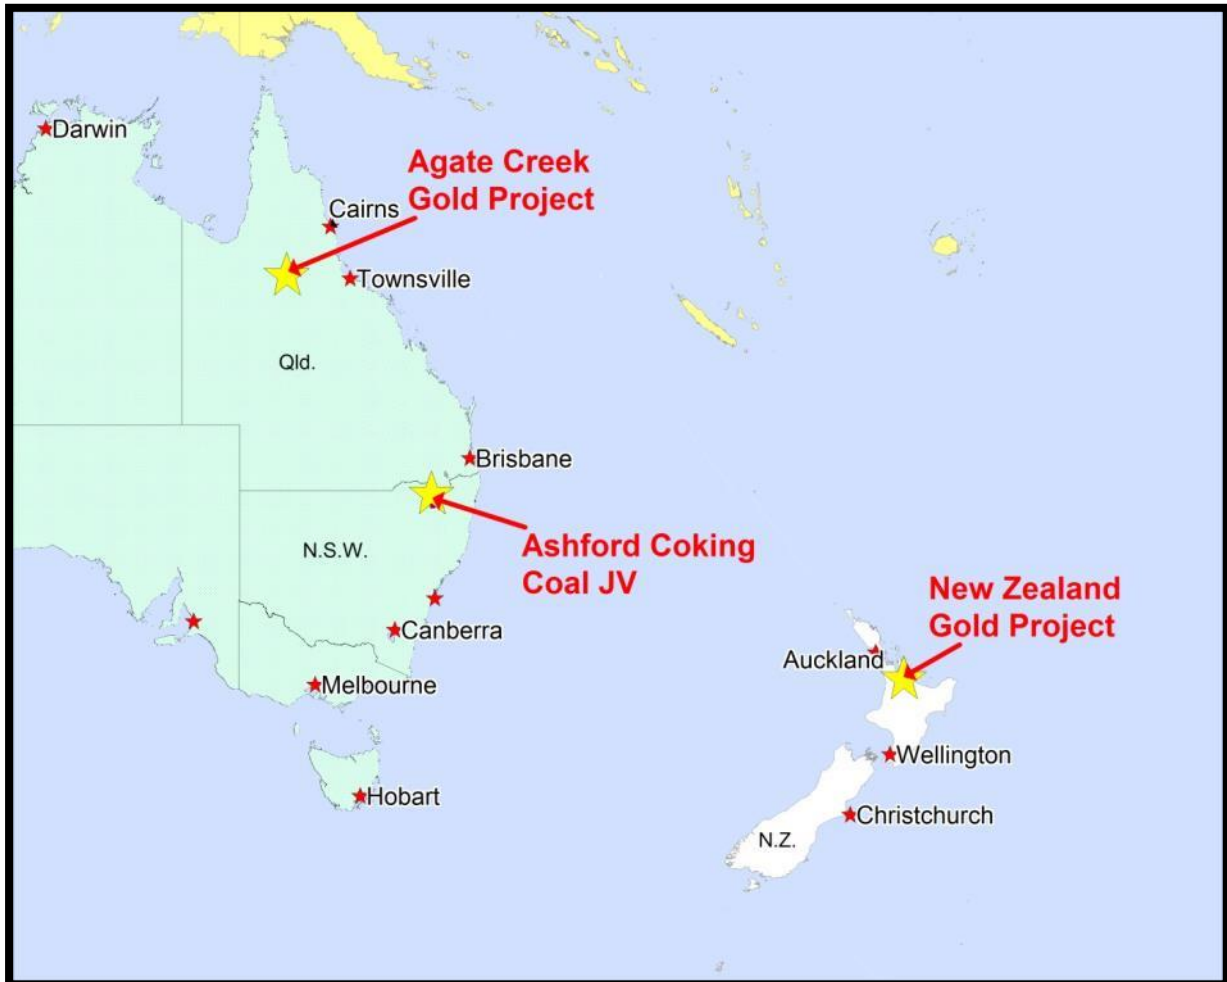 Darwin
Agate Creek
Gold Project
Cairns
Townsville
Qld.
Brisbane
N.S.W.
Ashford Coking
Coal JV
New Zealand
Gold Project
Canberra
Auckland
Melbourne
Wellington
Hobart
Christchurch
N.Z.